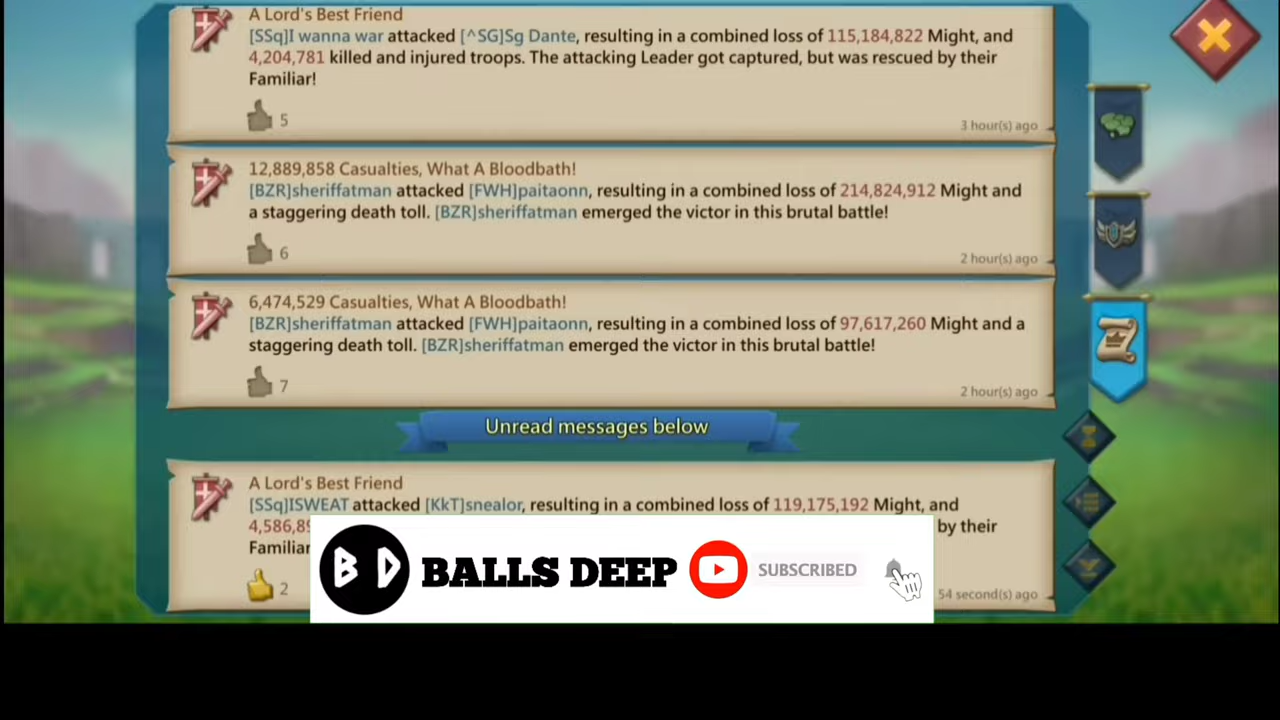 A Lord's Best Friend
[SSq]I wanna war attacked [^SG]Sg Dante, resulting in a combined loss of 115,184,822 Might, and
4,204,781 killed and injured troops. The attacking Leader got captured, but was rescued by their
Familiar!
5
3 hour(s) ago
12,889,858 Casualties, What A Bloodbath!
[BZR]sheriffatman attacked [FWH]paitaonn, resulting in a combined loss of 214,824,912 Might and
a staggering death toll. [BZR]sheriffatman emerged the victor in this brutal battle!
6
2 hour(s) ago
6,474,529 Casualties, What A Bloodbath!
[BZR]sheriffatman attacked [FWH]paitaonn, resulting in a combined loss of 97,617,260 Might and a
staggering death toll. [BZR]sheriffatman emerged the victor in this brutal battle!
7
2 hour(s) ago
Unread messages below
A Lord's Best Friend
[SSq]ISWEAT attacked [KkT]snealor, resulting in a combined loss of 119,175,192 Might, and
by their
2
54 second(s) ago
BD BALLS DEEP SUBSCRIBED